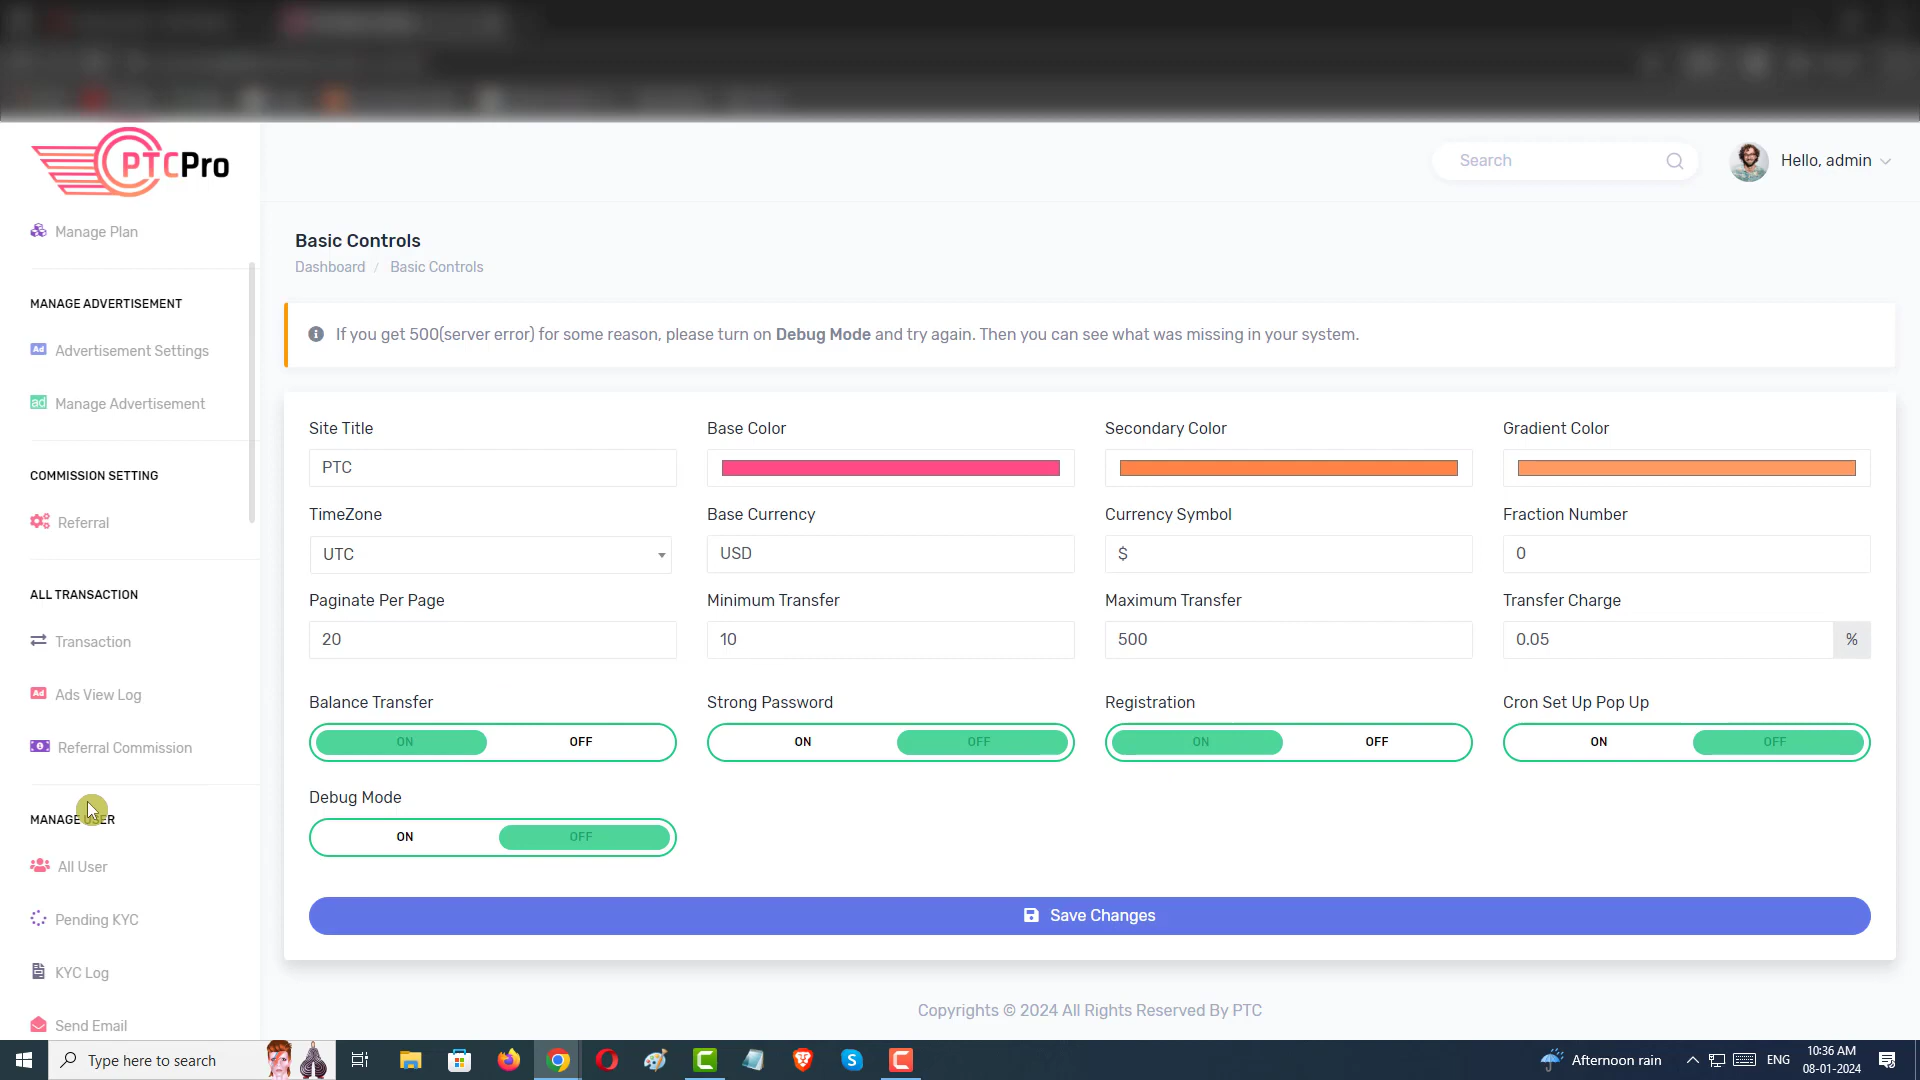 PTCPro
Search
Hello, admin
Manage Plan
MANAGE ADVERTISEMENT
Ad Advertisement Settings
ad Manage Advertisement
COMMISSION SETTING
Referral
ALL TRANSACTION
Transaction
Ad Ads View Log
Referral Commission
MANAGE USER
All User
Pending KYC
KYC Log
Send Email
Basic Controls
Dashboard / Basic Controls
If you get 500(server error) for some reason, please turn on Debug Mode and try again. Then you can see what was missing in your system.
Site Title
Base Color
Secondary Color
Gradient Color
PTC
TimeZone
Base Currency
Currency Symbol
Fraction Number
UTC
USD
$
0
Paginate Per Page
Minimum Transfer
Maximum Transfer
Transfer Charge
20
10
500
0.05 %
Balance Transfer
Strong Password
Registration
Cron Set Up Pop Up
ON OFF
ON OFF
ON OFF
ON OFF
Debug Mode
ON OFF
Save Changes
Copyrights © 2024 All Rights Reserved By PTC
Type here to search
Afternoon rain
ENG
10:36 AM
08-01-2024